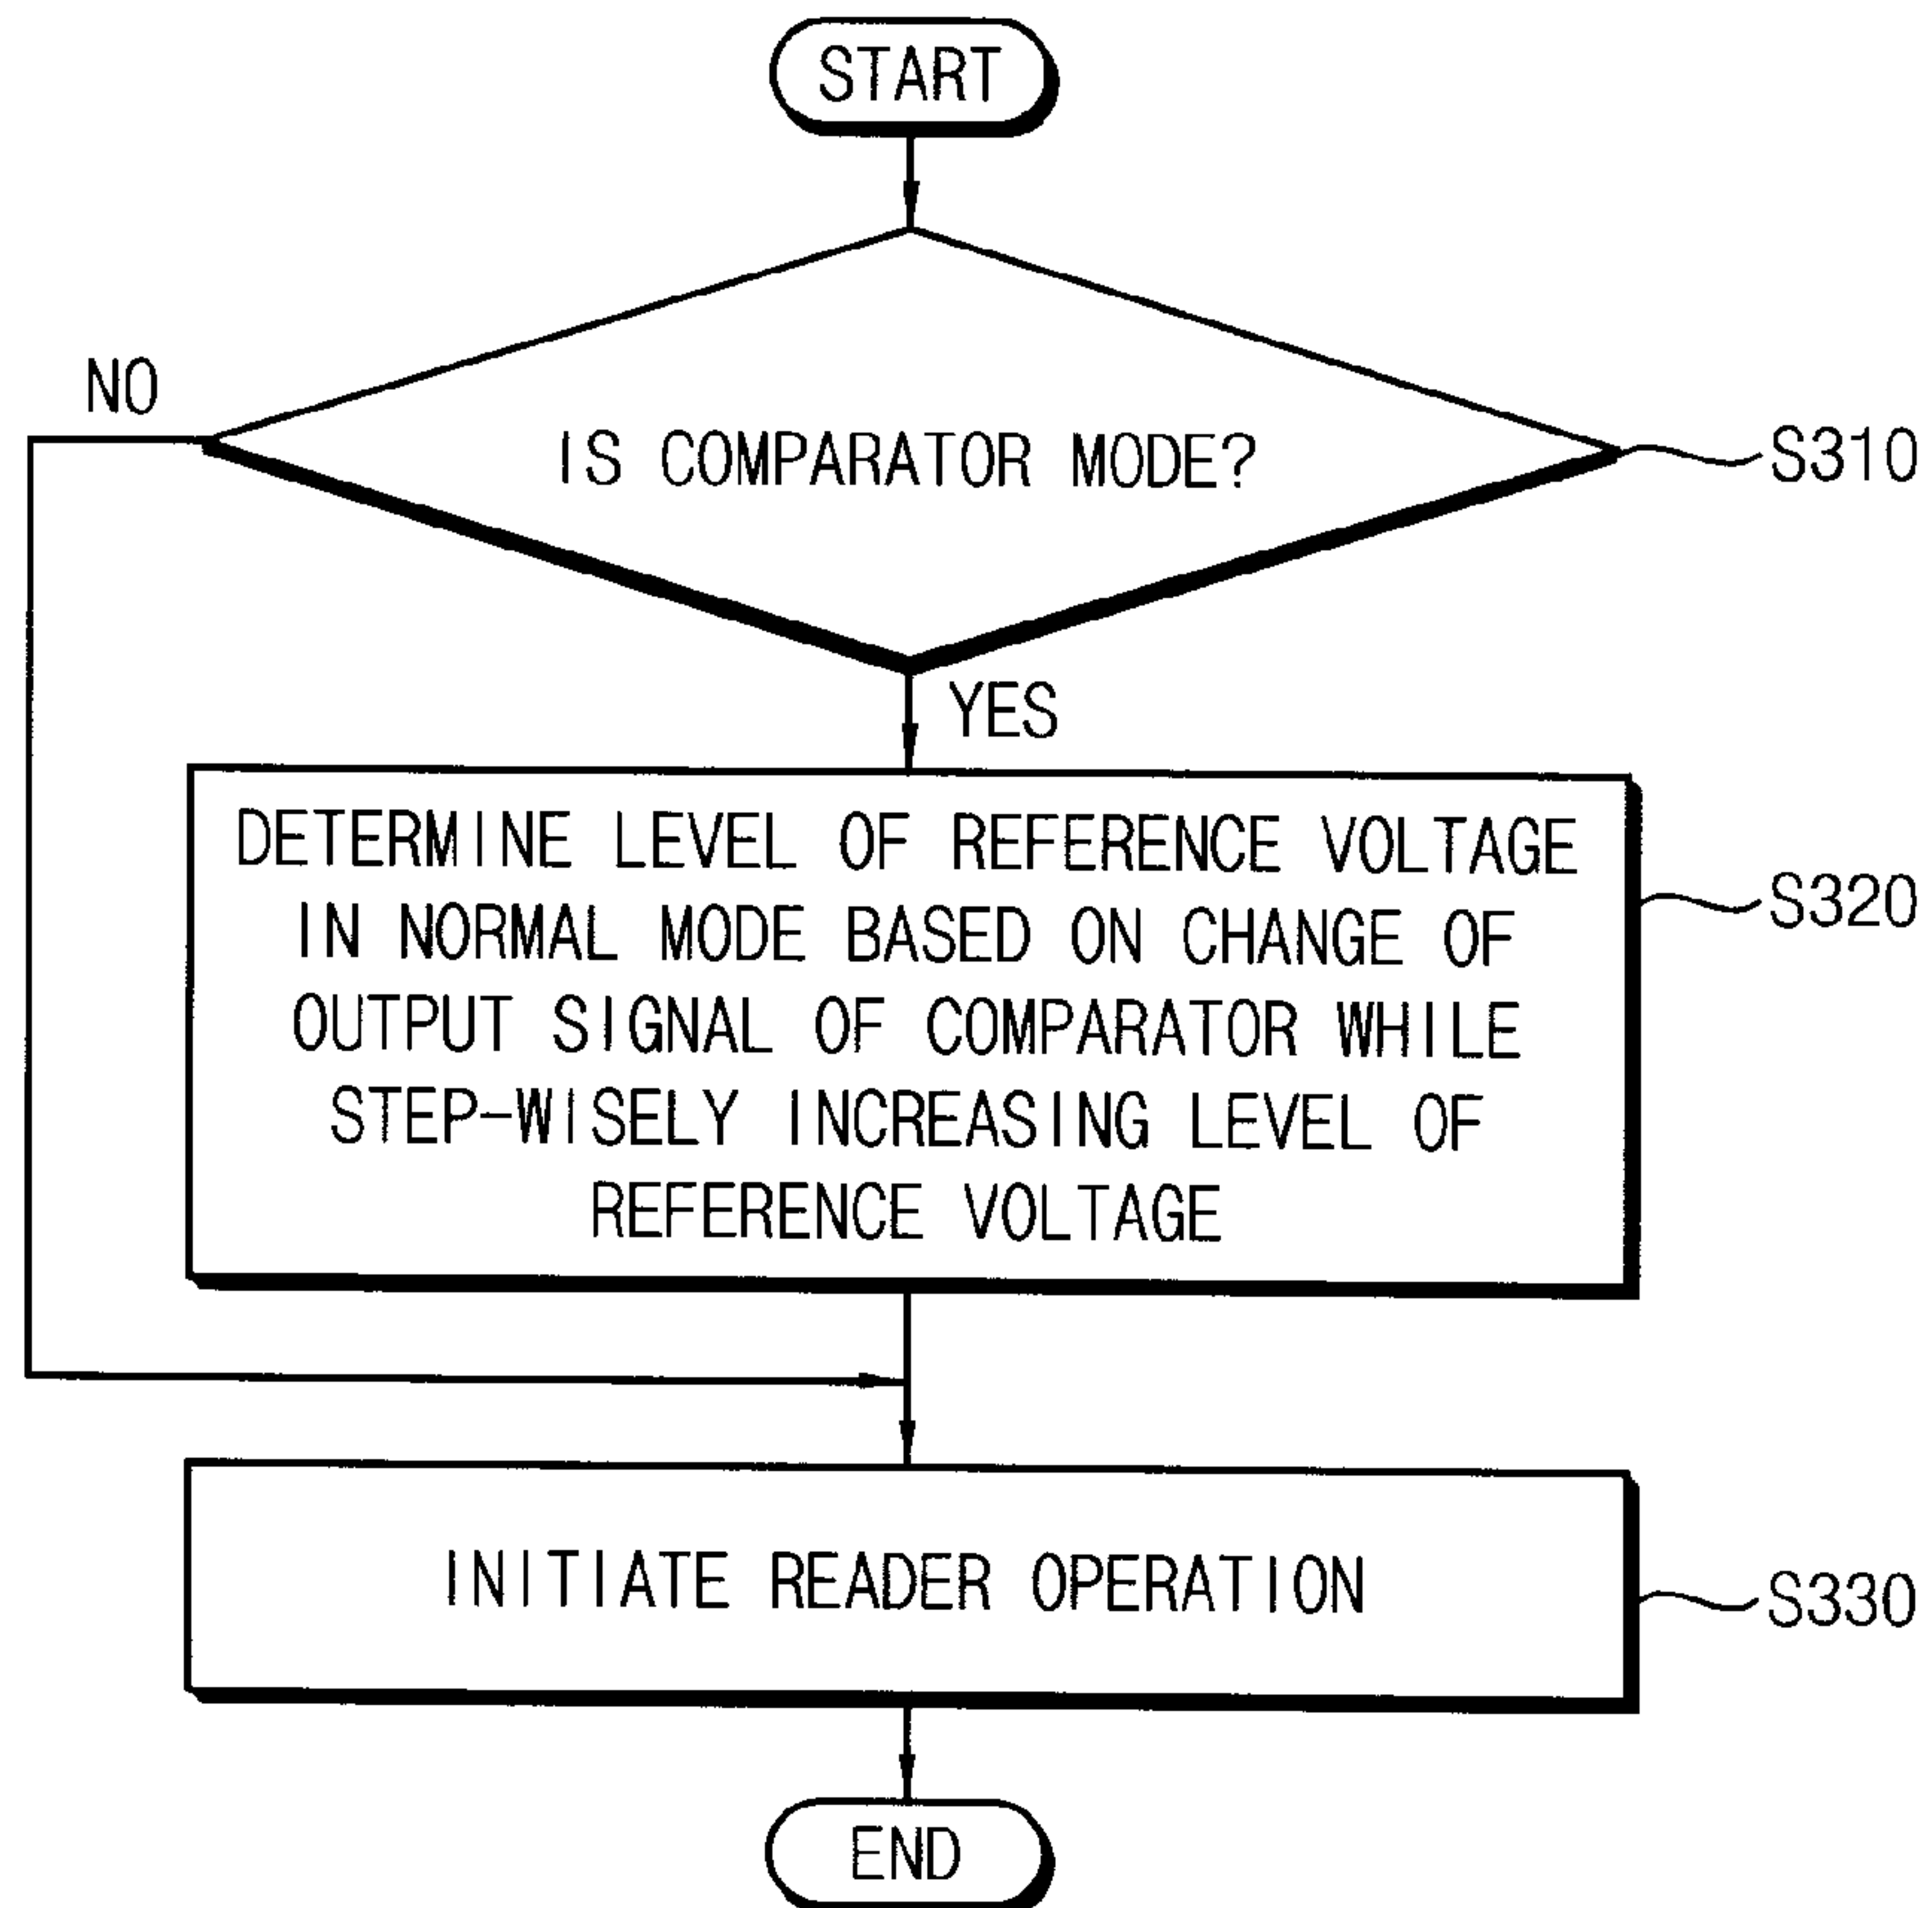 START
NO
IS COMPARATOR MODE?
S310
YES
DETERMINE LEVEL OF REFERENCE VOLTAGE
IN NORMAL MODE BASED ON CHANGE OF
OUTPUT SIGNAL OF COMPARATOR WHILE
STEP-WISELY INCREASING LEVEL OF
REFERENCE VOLTAGE
S320
INITIATE READER OPERATION
S330
END